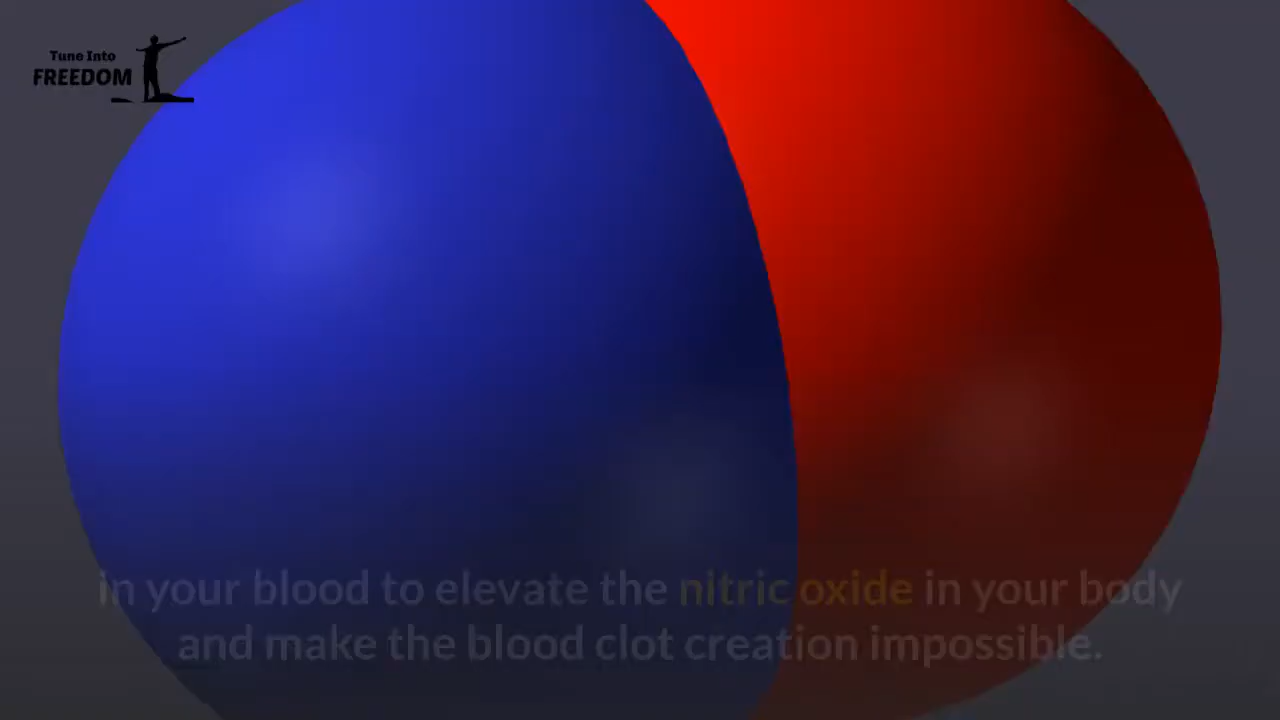 Tune Into
FREEDOM
in your blood to elevate the nitric oxide in your body
and make the blood clot creation impossible.